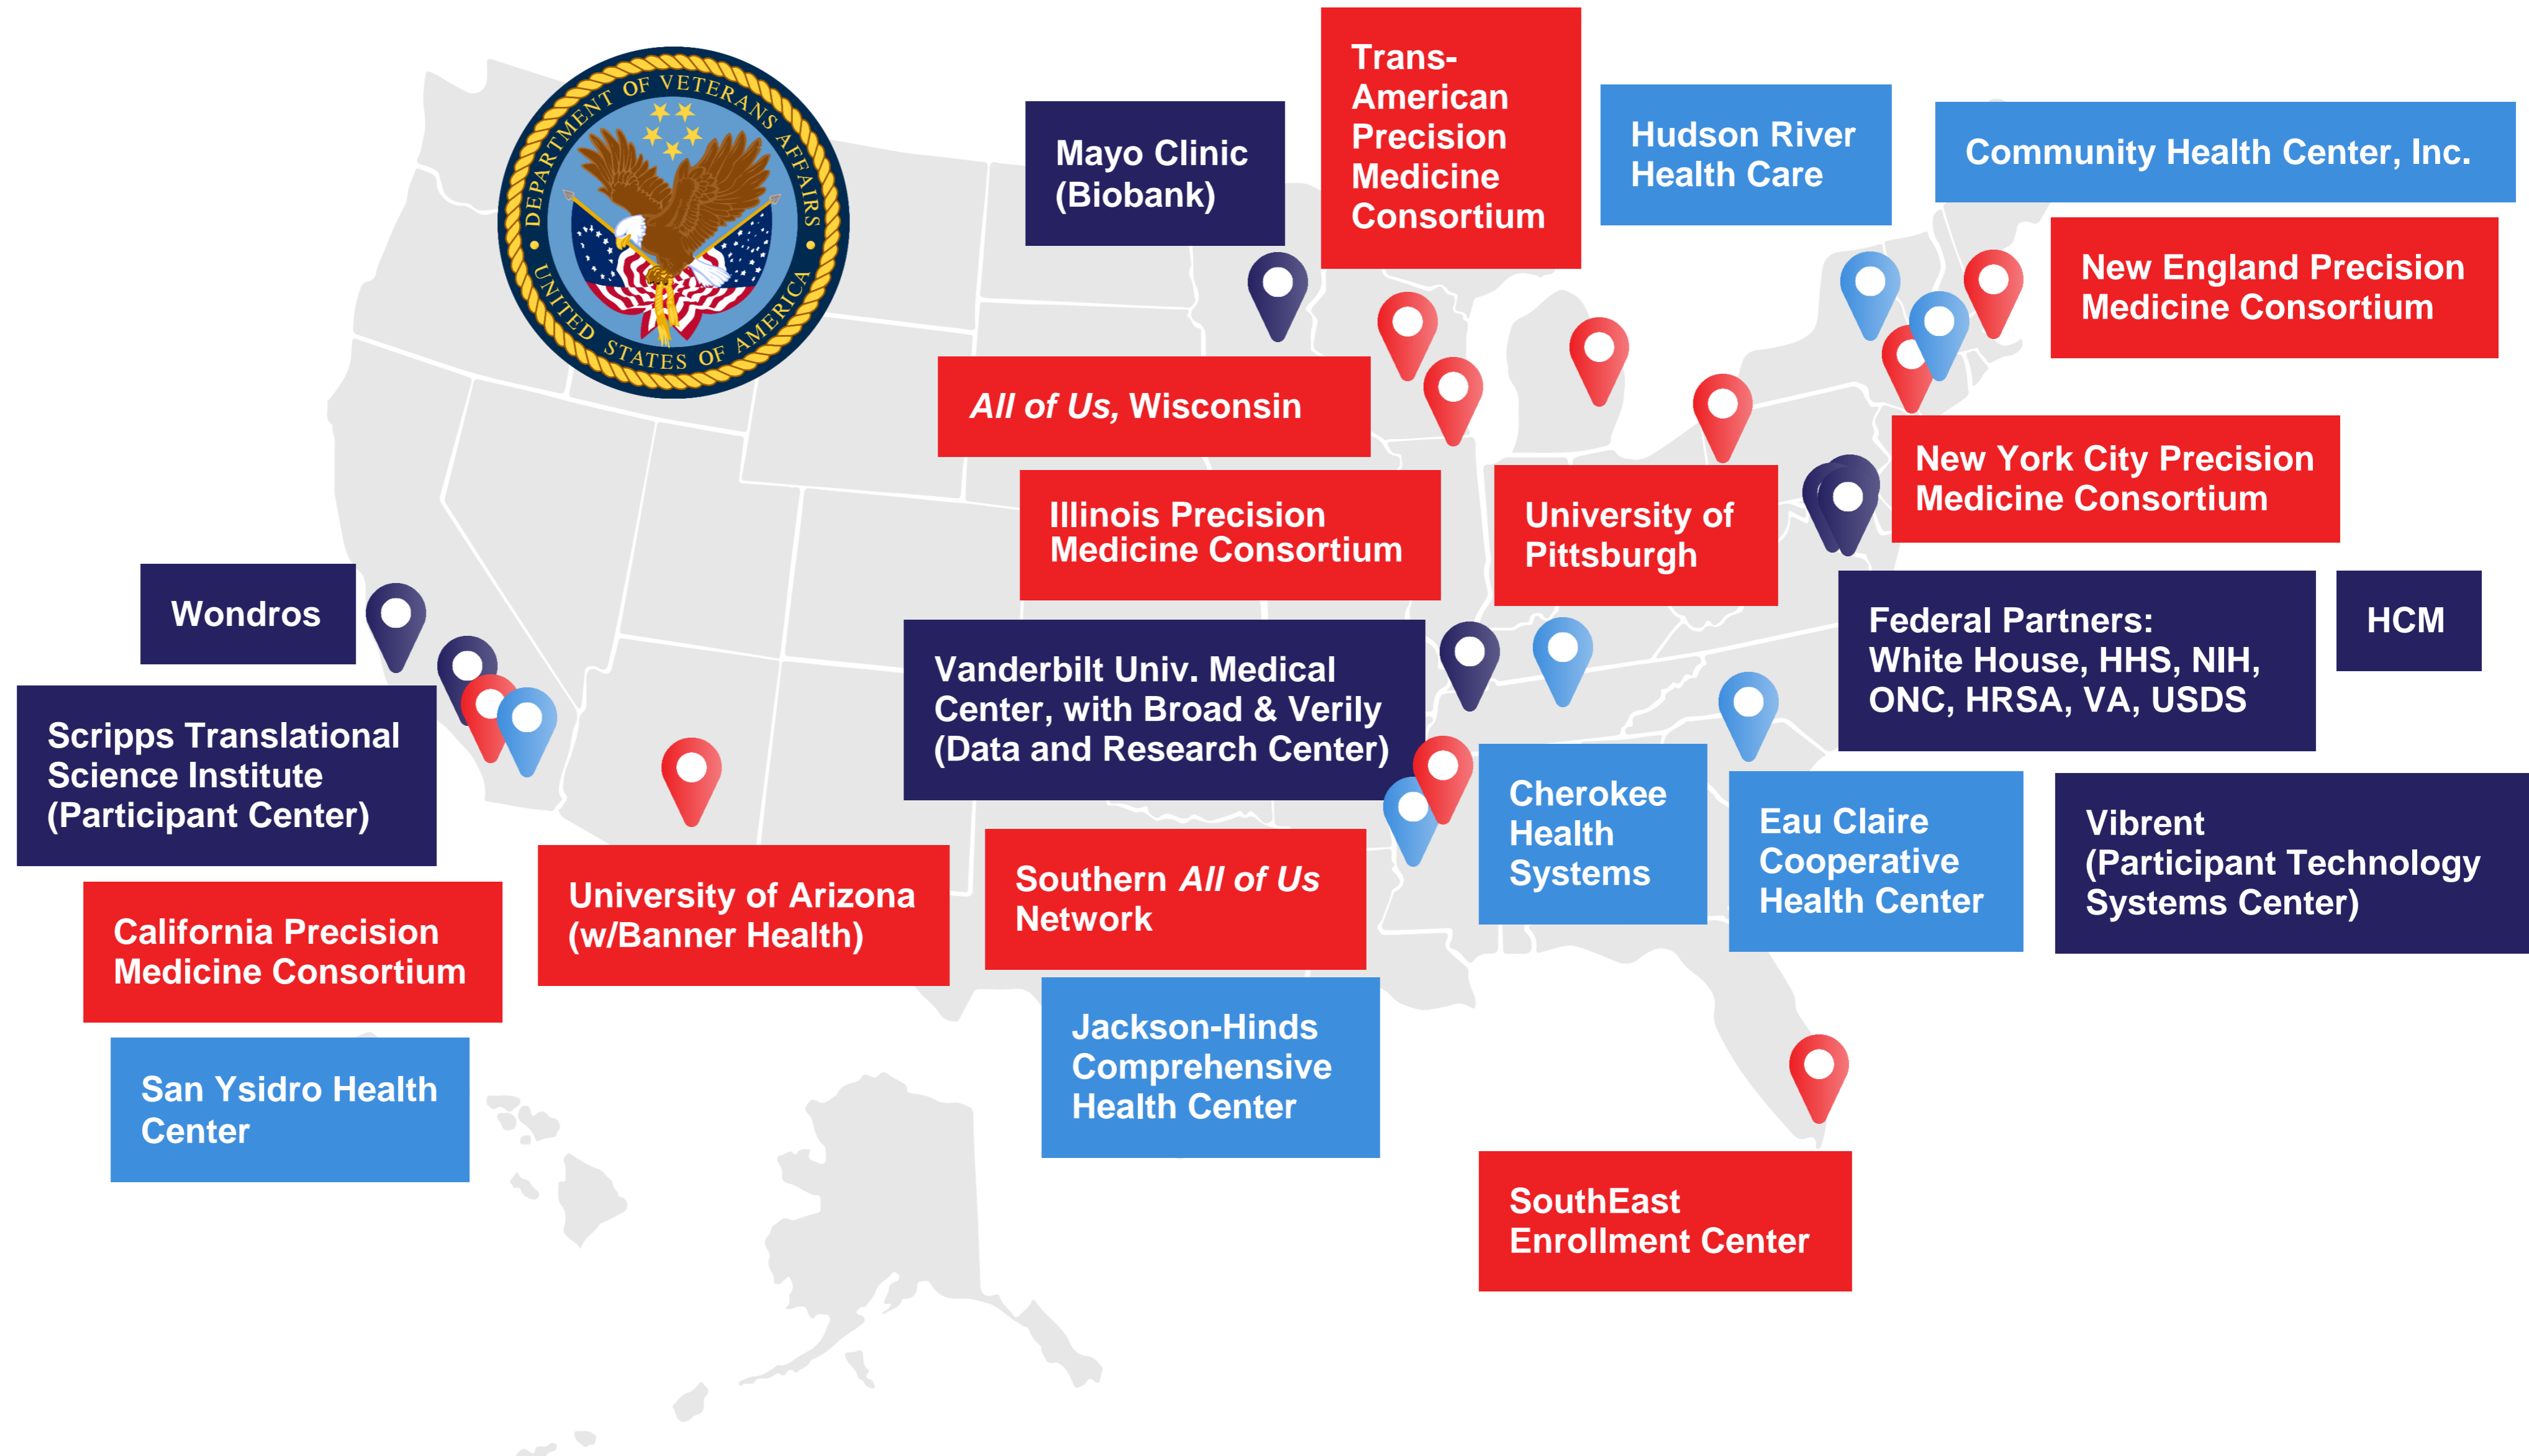 DEPARTMENT OF VETERANS AFFAIRS
UNITED STATES OF AMERICA
Mayo Clinic
(Biobank)
Trans-
American
Precision
Medicine
Consortium
Hudson River
Health Care
Community Health Center, Inc.
New England Precision
Medicine Consortium
All of Us, Wisconsin
Illinois Precision
Medicine Consortium
University of
Pittsburgh
New York City Precision
Medicine Consortium
Wondros
Federal Partners:
White House, HHS, NIH,
ONC, HRSA, VA, USDS
HCM
Scripps Translational
Science Institute
(Participant Center)
Vanderbilt Univ. Medical
Center, with Broad & Verily
(Data and Research Center)
Cherokee
Health
Systems
Eau Claire
Cooperative
Health Center
Vibrent
(Participant Technology
Systems Center)
California Precision
Medicine Consortium
University of Arizona
(w/Banner Health)
Southern All of Us
Network
San Ysidro Health
Center
Jackson-Hinds
Comprehensive
Health Center
SouthEast
Enrollment Center